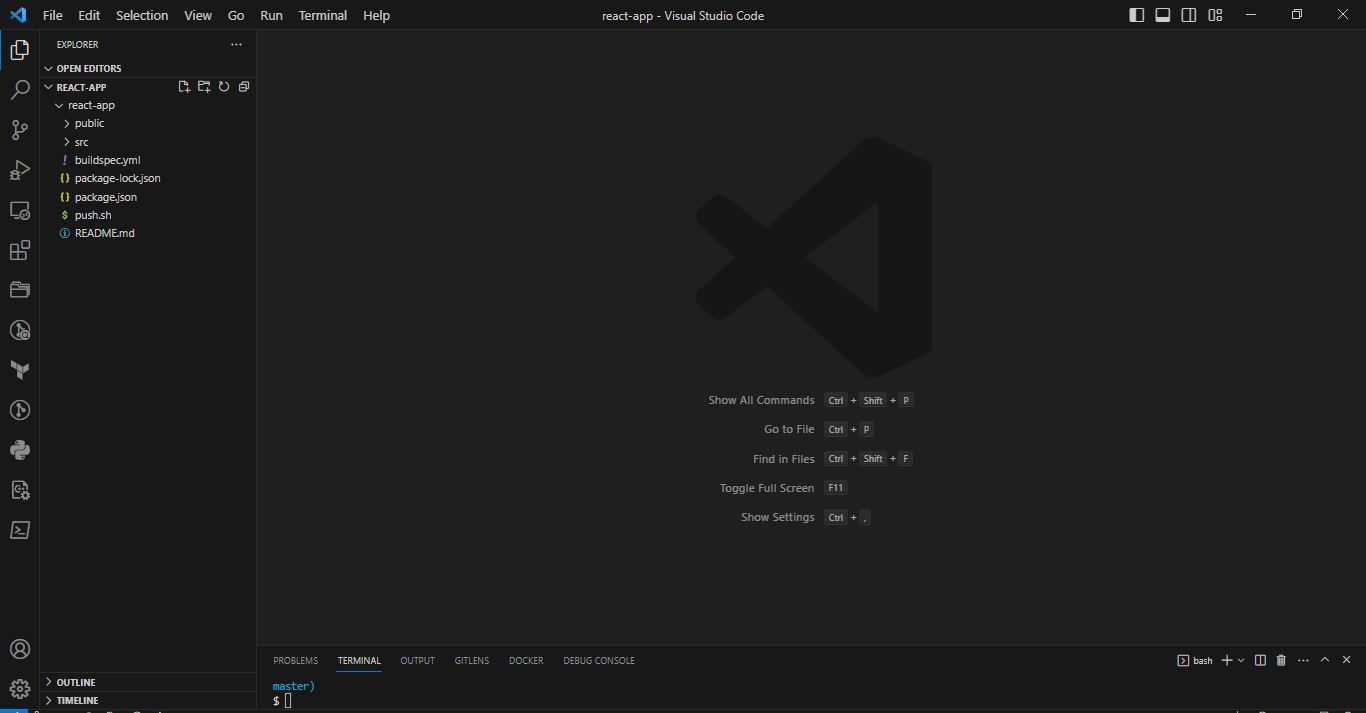 File Edit Selection View Go Run Terminal Help react-app - Visual Studio Code
EXPLORER
OPEN EDITORS
REACT-APP
react-app
public
src
! buildspec.yml
{} package-lock.json
{} package.json
$ push.sh
README.md
Show All Commands Ctrl + Shift + P
Go to File Ctrl + P
Find in Files Ctrl + Shift + F
Toggle Full Screen F11
Show Settings Ctrl + ,
PROBLEMS TERMINAL OUTPUT GITLENS DOCKER DEBUG CONSOLE bash
master)
$
OUTLINE
TIMELINE